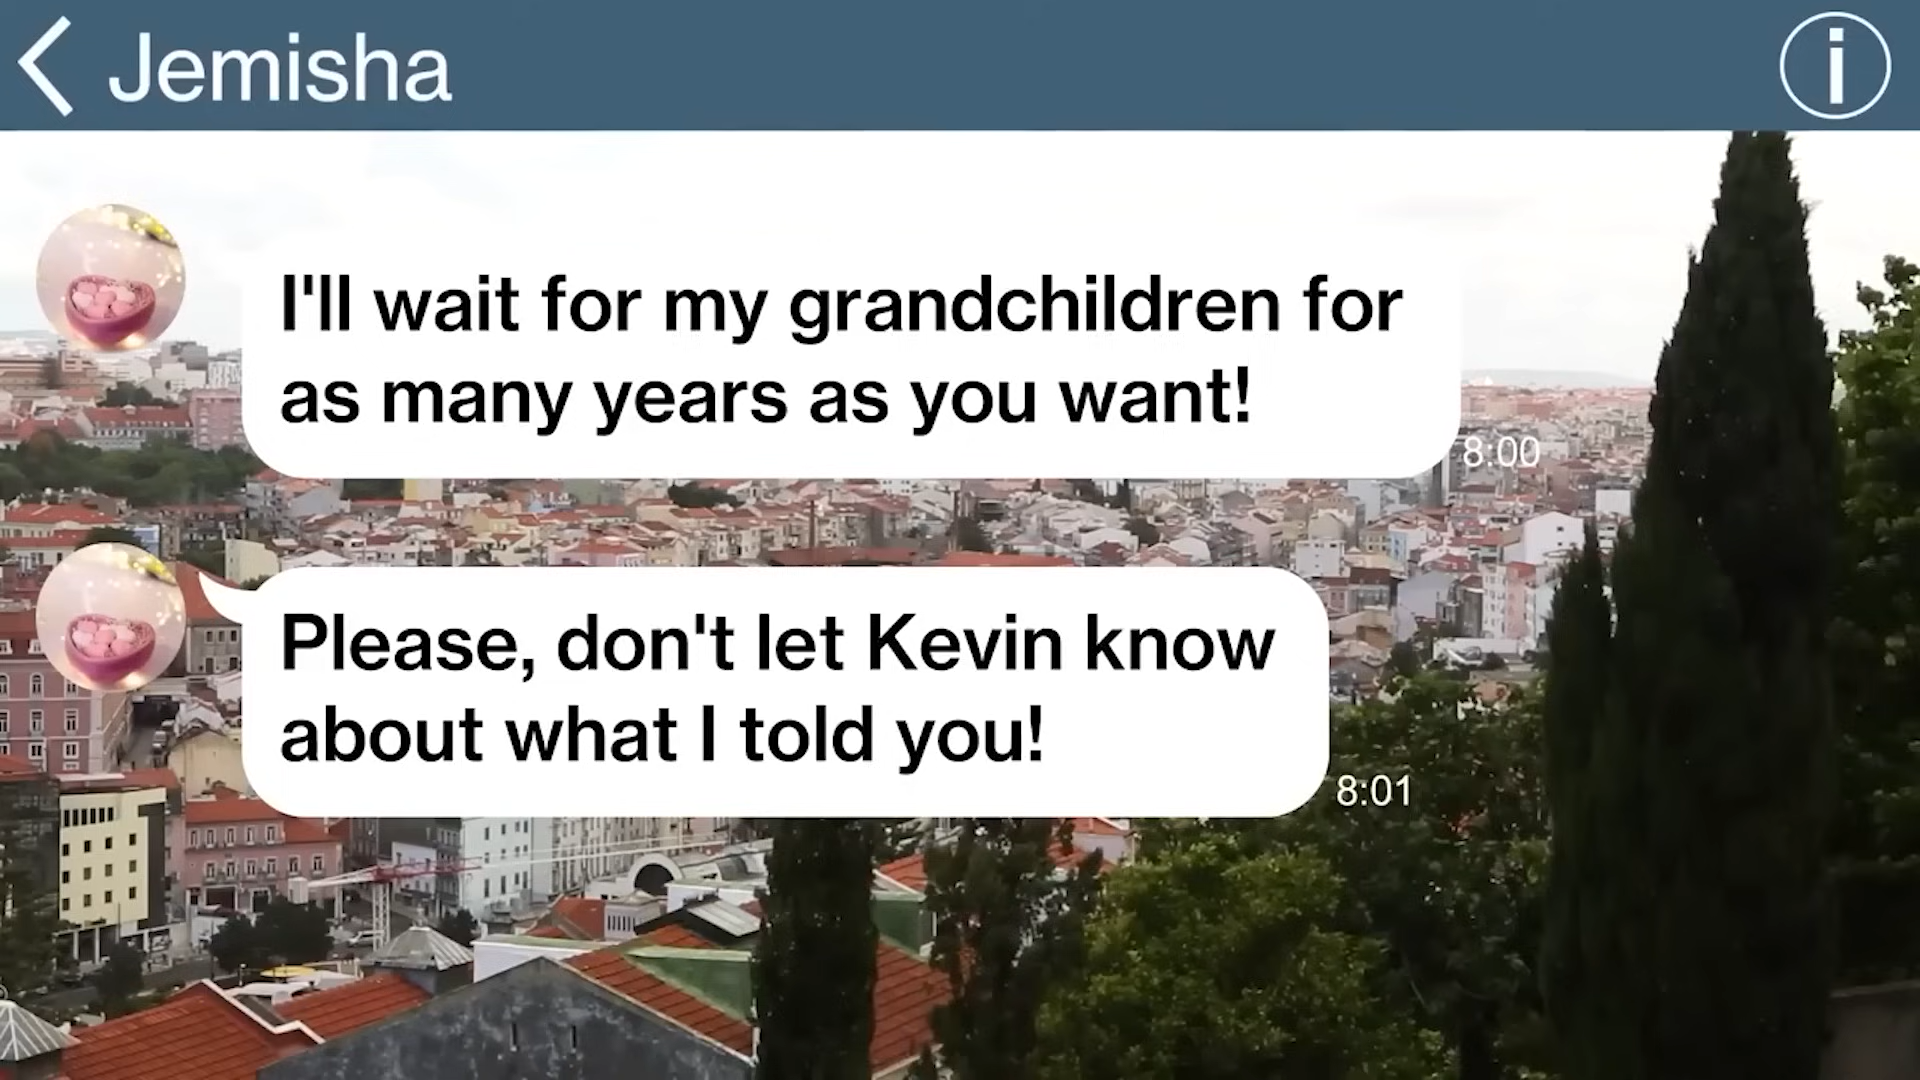 Jemisha
I'll wait for my grandchildren for
as many years as you want!
8:00
Please, don't let Kevin know
about what I told you!
8:01